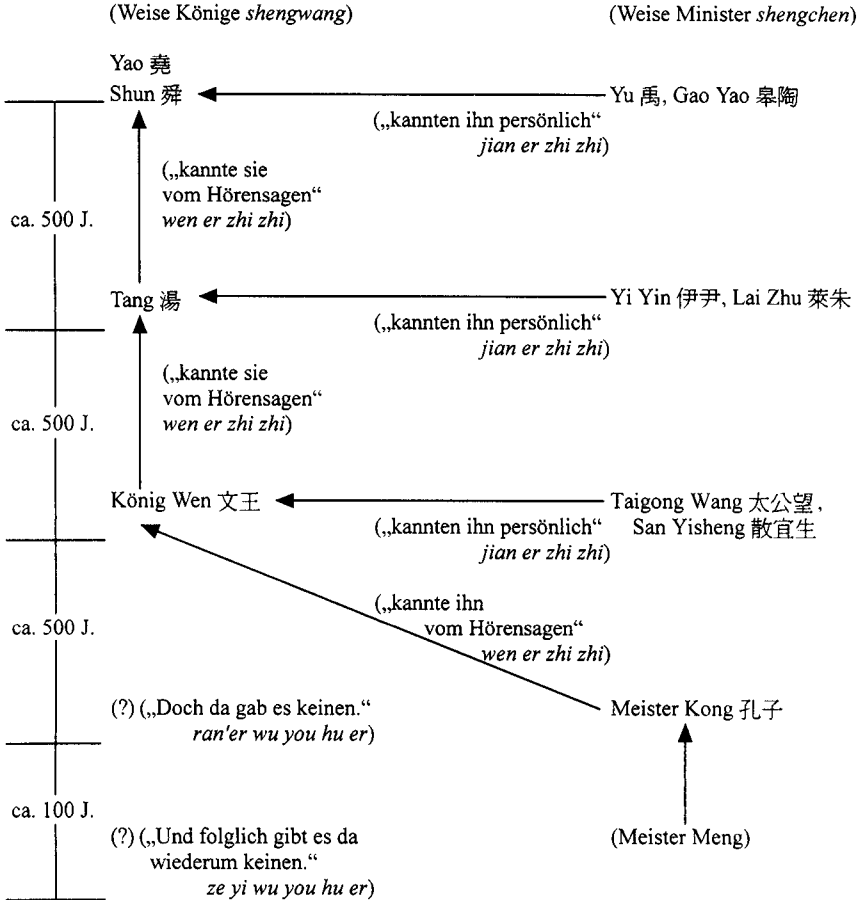 (Weise Könige shengwang)
(Weise Minister shengchen)
Yao 堯
Shun 舜
Yu 禹, Gao Yao 皋陶
(„kannten ihn persönlich“
jian er zhi zhi)
(„kannte sie
vom Hörensagen“
wen er zhi zhi)
ca. 500 J.
Tang 湯
Yi Yin 伊尹, Lai Zhu 萊朱
(„kannten ihn persönlich“
jian er zhi zhi)
(„kannte sie
vom Hörensagen“
wen er zhi zhi)
ca. 500 J.
König Wen 文王
Taigong Wang 太公望,
San Yisheng 散宜生
(„kannten ihn persönlich“
jian er zhi zhi)
(„kannte ihn
vom Hörensagen“
wen er zhi zhi)
ca. 500 J.
(?) („Doch da gab es keinen.“
ran'er wu you hu er)
Meister Kong 孔子
ca. 100 J.
(?) („Und folglich gibt es da
wiederum keinen.“
ze yi wu you hu er)
(Meister Meng)